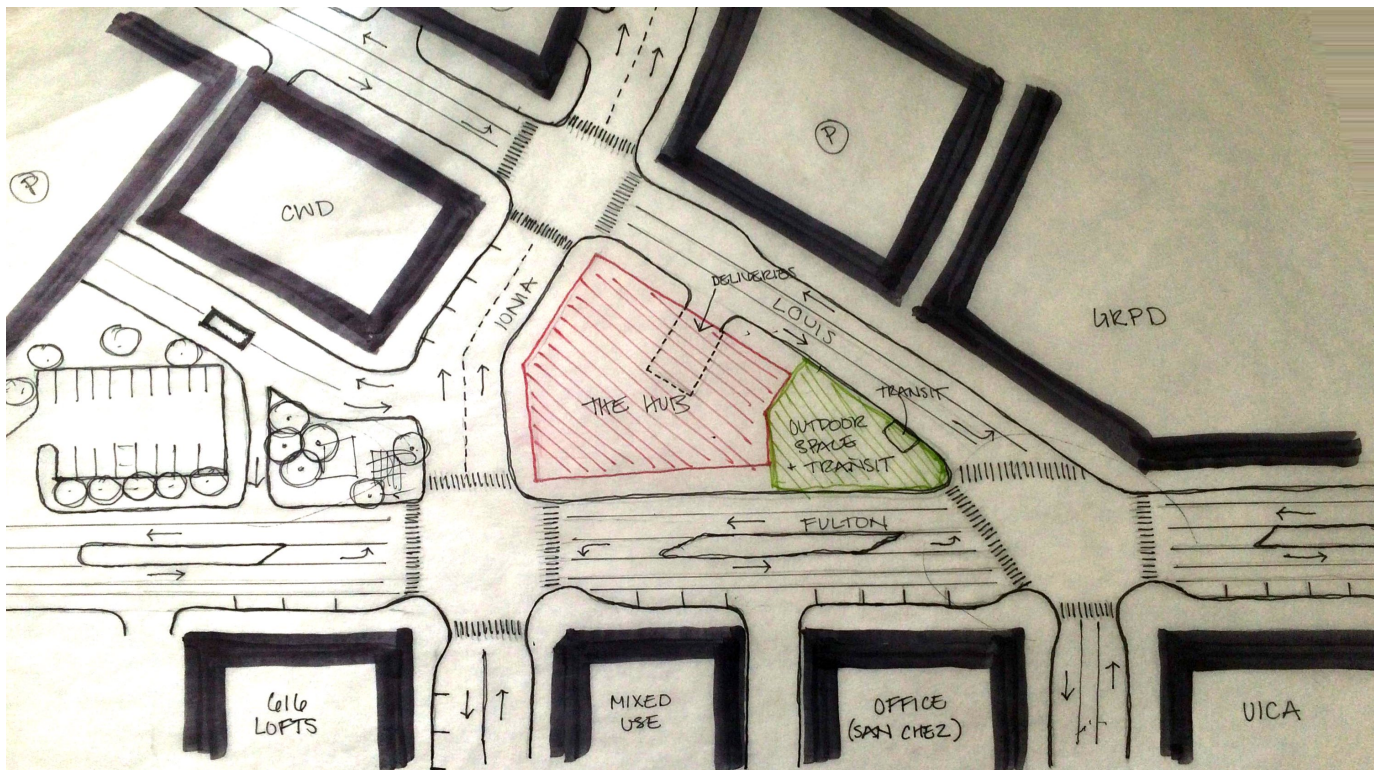 P
P
CWD
IONIA
DELIVERIES
LOUIS
GRPD
THE HUB
TRANSIT
OUTDOOR
SPACE
+ TRANSIT
FULTON
616
LOFTS
MIXED
USE
OFFICE
(SAN CHEZ)
UICA